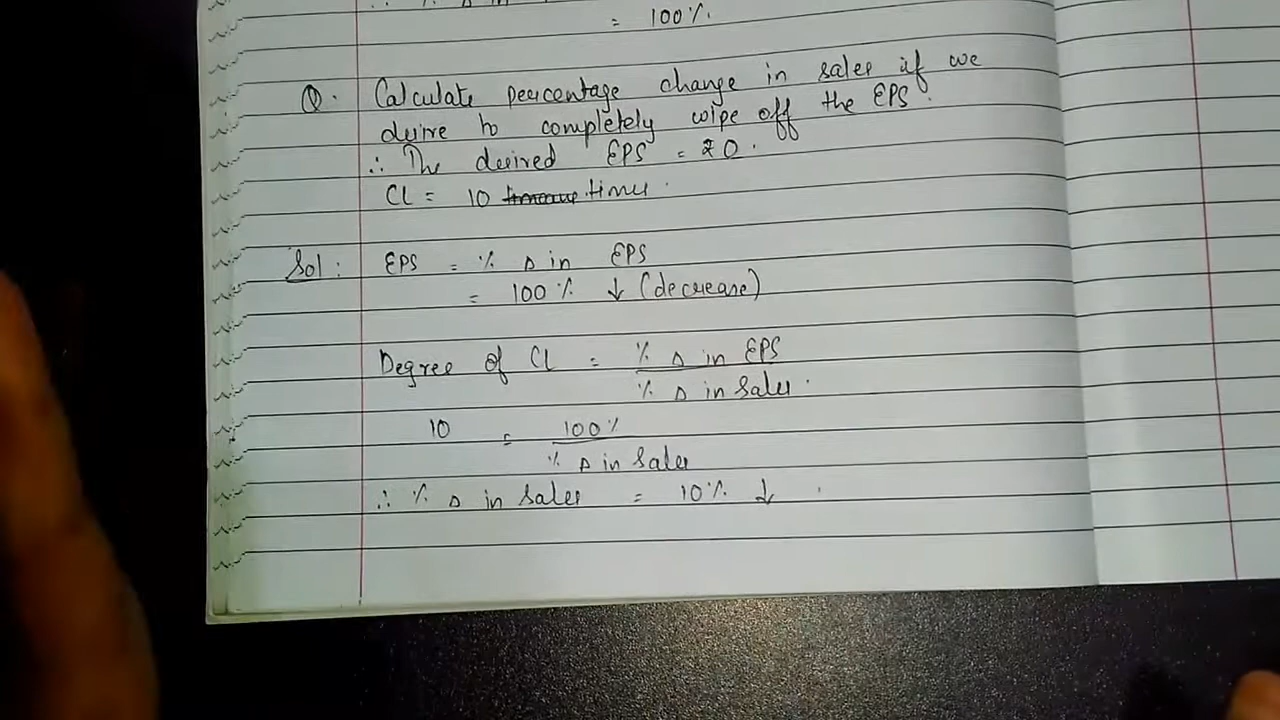 = 100%.
Q. Calculate percentage change in sales if we
desire to completely wipe off the EPS.
∴ The desired EPS = ₹0.
CL = 10 times.
Sol: EPS = % Δ in EPS
= 100% ↓ (decrease)
Degree of CL = % Δ in EPS
% Δ in Sales.
10 = 100%
% Δ in Sales
∴ % Δ in Sales = 10% ↓